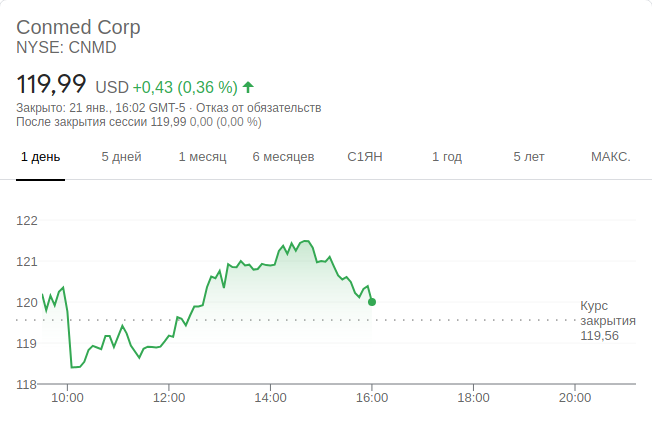 Conmed Corp
NYSE: CNMD
119,99 USD +0,43 (0,36 %)
Закрыто: 21 янв., 16:02 GMT-5 · Отказ от обязательств
После закрытия сессии 119,99 0,00 (0,00 %)
1 день 5 дней 1 месяц 6 месяцев С1ЯН 1 год 5 лет МАКС.
122
121
120
Курс
закрытия
119,56
119
118
10:00 12:00 14:00 16:00 18:00 20:00